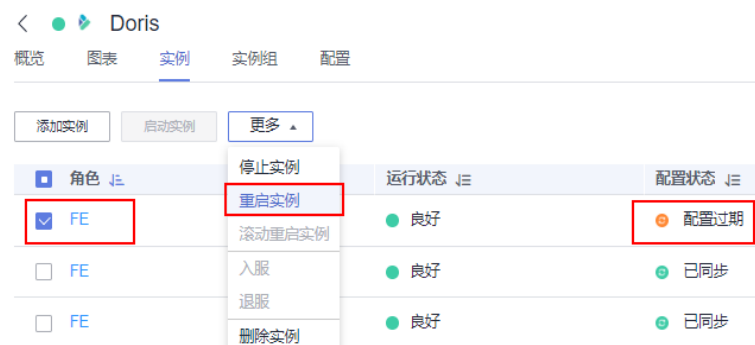 Doris
概览 图表 实例 实例组 配置
添加实例 启动实例 更多
停止实例
角色 运行状态 配置状态
重启实例
FE 良好 配置过期
滚动重启实例
入服
FE 良好 已同步
退服
FE 良好 已同步
删除实例